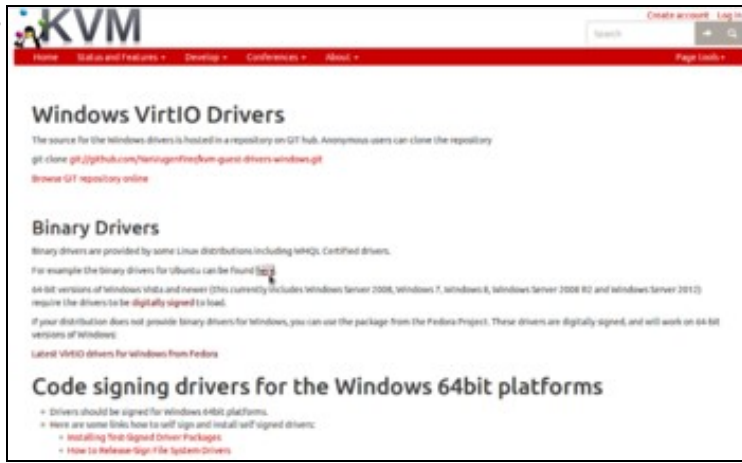 KVM
Create account Log in
Search
Home Status and Features Develop Conferences About Page tools
Windows VirtIO Drivers
The source for the Windows drivers is hosted in a repository on GIT hub. Anonymous users can clone the repository
git clone git://github.com/YanVugenfirer/kvm-guest-drivers-windows.git
Browse GIT repository online
Binary Drivers
Binary drivers are provided by some Linux distributions including WHQL Certified drivers.
For example the binary drivers for Ubuntu can be found here.
64-bit versions of Windows Vista and newer (this currently includes Windows Server 2008, Windows 7, Windows 8, Windows Server 2008 R2 and Windows Server 2012)
require the drivers to be digitally signed to load.
If your distribution does not provide binary drivers for Windows, you can use the package from the Fedora Project. These drivers are digitally signed, and will work on 64-bit
versions of Windows:
Latest VirtIO drivers for Windows from Fedora
Code signing drivers for the Windows 64bit platforms
Drivers should be signed for Windows 64bit platforms.
Here are some links how to self sign and install self signed drivers:
Installing Test-Signed Driver Packages
How to Release-Sign File System Drivers